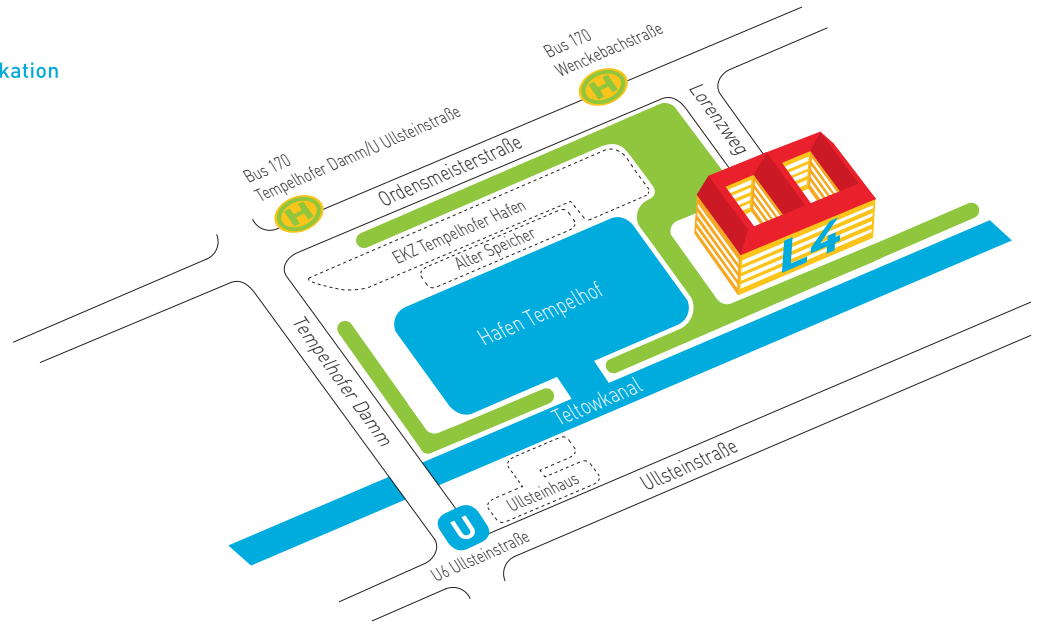 kation
Bus 170
Wenckebachstraße
Bus 170
Tempelhofer Damm/U Ullsteinstraße
H
H
Ordensmeisterstraße
Lorenzweg
EKZ Tempelhofer Hafen
Alter Speicher
L4
Hafen Tempelhof
Tempelhofer Damm
Teltowkanal
Ullsteinhaus
Ullsteinstraße
U
U6 Ullsteinstraße